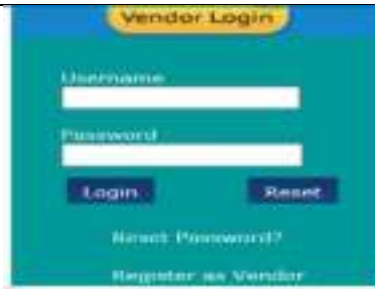 Vendor Login
Username
Password
Login Reset
Reset Password?
Register as Vendor